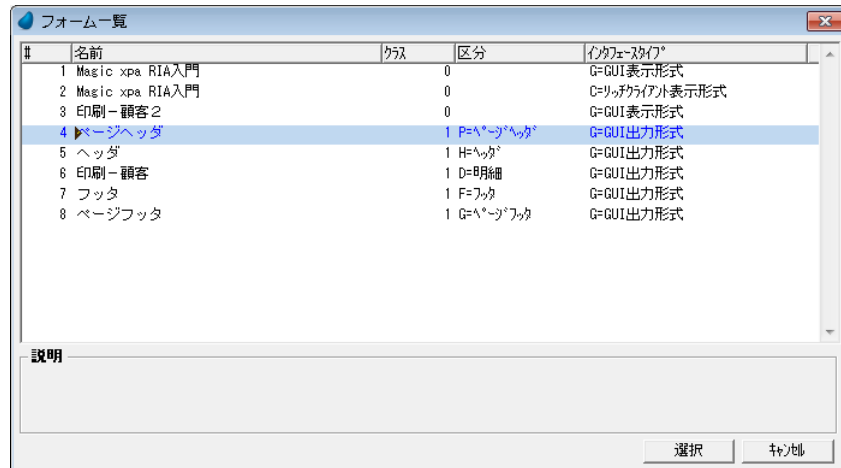 フォーム一覧
# 名前 クラス 区分 インタフェースタイプ
1 Magic xpa RIA入門 0 G=GUI表示形式
2 Magic xpa RIA入門 0 C=リッチクライアント表示形式
3 印刷－顧客２ 0 G=GUI表示形式
4 ページヘッダ 1 P=ページヘッダ G=GUI出力形式
5 ヘッダ 1 H=ヘッダ G=GUI出力形式
6 印刷－顧客 1 D=明細 G=GUI出力形式
7 フッタ 1 F=フッタ G=GUI出力形式
8 ページフッタ 1 G=ページフッタ G=GUI出力形式
説明
選択 キャンセル